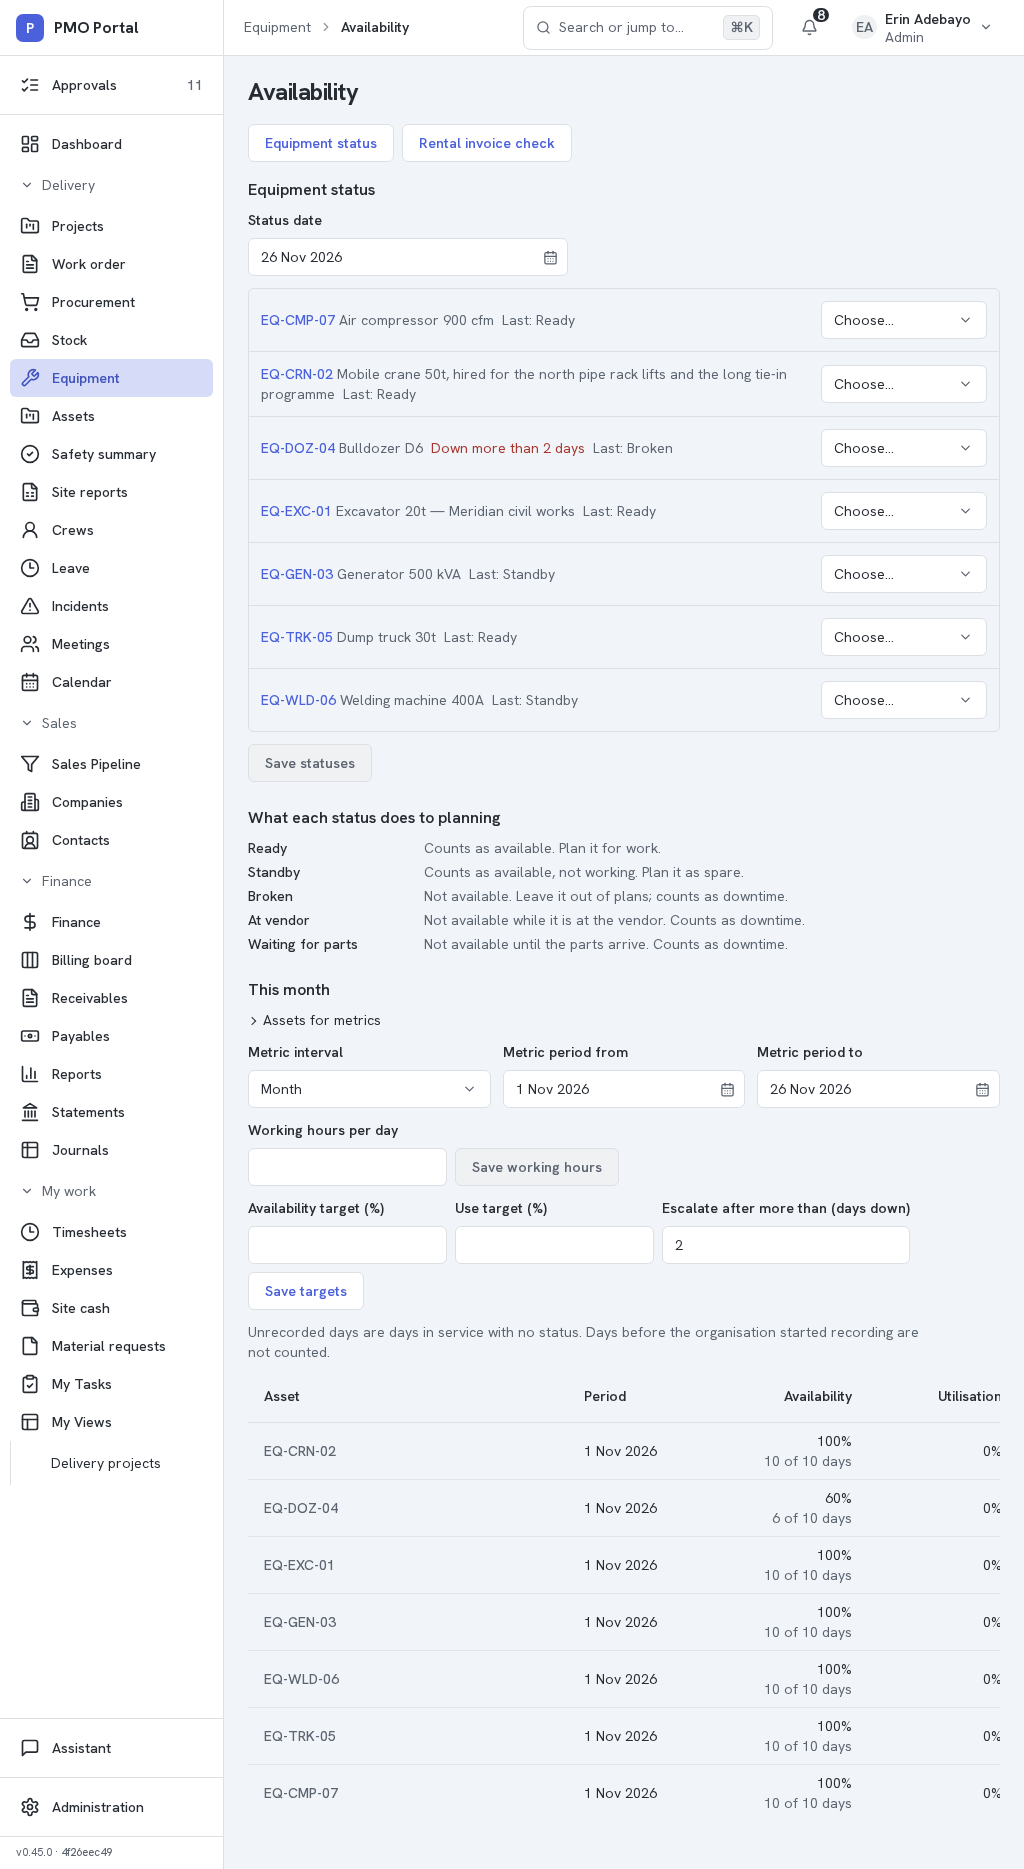 P PMO Portal
Equipment > Availability
Search or jump to... ⌘K
8
EA Erin Adebayo
Admin
Approvals 11
Dashboard
Delivery
Projects
Work order
Procurement
Stock
Equipment
Assets
Safety summary
Site reports
Crews
Leave
Incidents
Meetings
Calendar
Sales
Sales Pipeline
Companies
Contacts
Finance
Finance
Billing board
Receivables
Payables
Reports
Statements
Journals
My work
Timesheets
Expenses
Site cash
Material requests
My Tasks
My Views
Delivery projects
Assistant
Administration
v0.45.0 · 4f26eec49
Availability
Equipment status Rental invoice check
Equipment status
Status date
26 Nov 2026
EQ-CMP-07 Air compressor 900 cfm Last: Ready Choose...
EQ-CRN-02 Mobile crane 50t, hired for the north pipe rack lifts and the long tie-in
programme Last: Ready Choose...
EQ-DOZ-04 Bulldozer D6 Down more than 2 days Last: Broken Choose...
EQ-EXC-01 Excavator 20t — Meridian civil works Last: Ready Choose...
EQ-GEN-03 Generator 500 kVA Last: Standby Choose...
EQ-TRK-05 Dump truck 30t Last: Ready Choose...
EQ-WLD-06 Welding machine 400A Last: Standby Choose...
Save statuses
What each status does to planning
Ready Counts as available. Plan it for work.
Standby Counts as available, not working. Plan it as spare.
Broken Not available. Leave it out of plans; counts as downtime.
At vendor Not available while it is at the vendor. Counts as downtime.
Waiting for parts Not available until the parts arrive. Counts as downtime.
This month
Assets for metrics
Metric interval Metric period from Metric period to
Month 1 Nov 2026 26 Nov 2026
Working hours per day
Save working hours
Availability target (%) Use target (%) Escalate after more than (days down)
2
Save targets
Unrecorded days are days in service with no status. Days before the organisation started recording are
not counted.
Asset Period Availability Utilisation
EQ-CRN-02 1 Nov 2026 100% 0%
10 of 10 days
EQ-DOZ-04 1 Nov 2026 60% 0%
6 of 10 days
EQ-EXC-01 1 Nov 2026 100% 0%
10 of 10 days
EQ-GEN-03 1 Nov 2026 100% 0%
10 of 10 days
EQ-WLD-06 1 Nov 2026 100% 0%
10 of 10 days
EQ-TRK-05 1 Nov 2026 100% 0%
10 of 10 days
EQ-CMP-07 1 Nov 2026 100% 0%
10 of 10 days